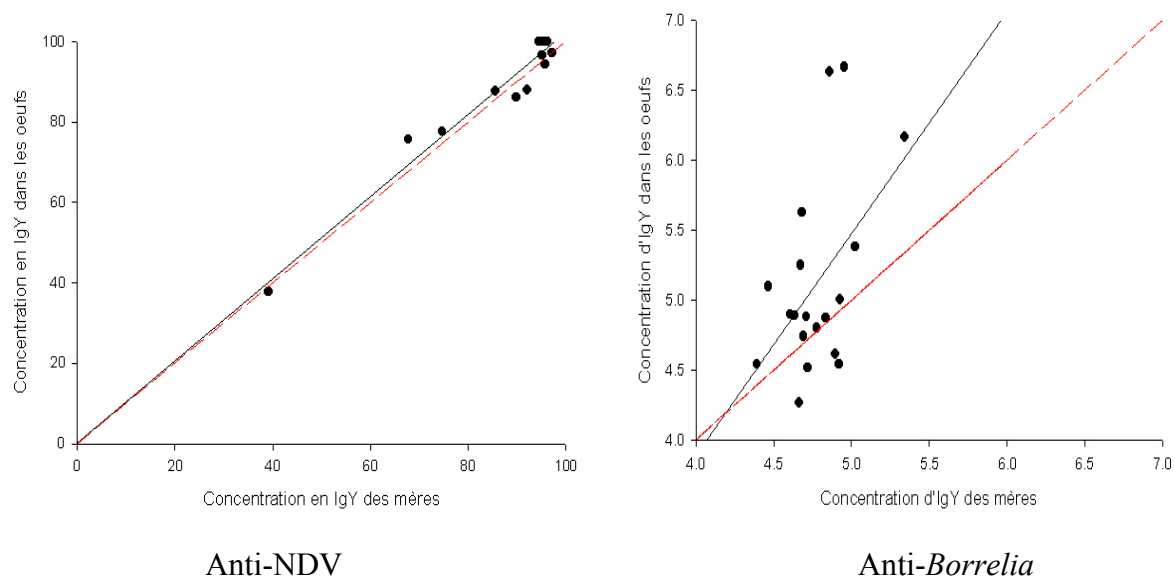 Concentration en IgY dans les oeufs
100
80
60
40
20
0
0 20 40 60 80 100
Concentration en IgY des mères
Anti-NDV
Concentration d'IgY dans les oeufs
7.0
6.5
6.0
5.5
5.0
4.5
4.0
4.0 4.5 5.0 5.5 6.0 6.5 7.0
Concentration d'IgY des mères
Anti-Borrelia